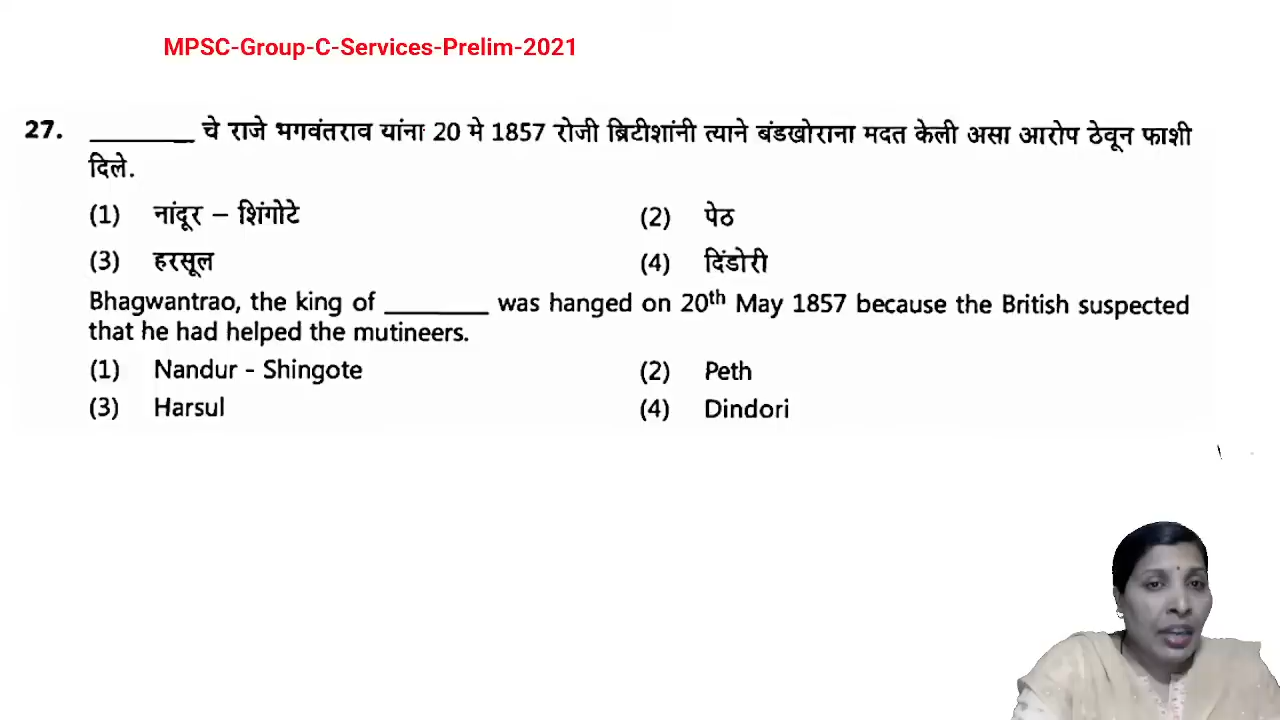 MPSC-Group-C-Services-Prelim-2021
27. ________ चे राजे भगवंतराव यांना 20 मे 1857 रोजी ब्रिटीशांनी त्याने बंडखोराना मदत केली असा आरोप ठेवून फाशी
दिले.
(1) नांदूर – शिंगोटे (2) पेठ
(3) हरसूल (4) दिंडोरी
Bhagwantrao, the king of ________ was hanged on 20th May 1857 because the British suspected
that he had helped the mutineers.
(1) Nandur - Shingote (2) Peth
(3) Harsul (4) Dindori